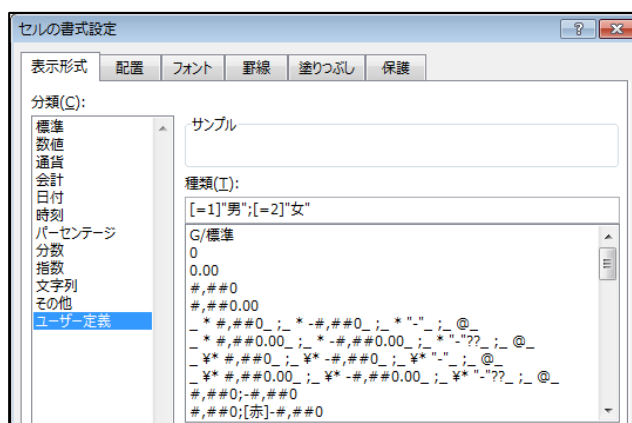 セルの書式設定
表示形式 配置 フォント 罫線 塗りつぶし 保護
分類(C):
標準
数値
通貨
会計
日付
時刻
パーセンテージ
分数
指数
文字列
その他
ユーザー定義
サンプル
種類(T):
[=1]"男";[=2]"女"
G/標準
0
0.00
#,##0
#,##0.00
_ * #,##0_ ;_ * -#,##0_ ;_ * "-"_ ;_ @_
_ * #,##0.00_ ;_ * -#,##0.00_ ;_ * "-"??_ ;_ @_
_ ¥* #,##0_ ;_ ¥* -#,##0_ ;_ ¥* "-"_ ;_ @_
_ ¥* #,##0.00_ ;_ ¥* -#,##0.00_ ;_ ¥* "-"??_ ;_ @_
#,##0;-#,##0
#,##0;[赤]-#,##0